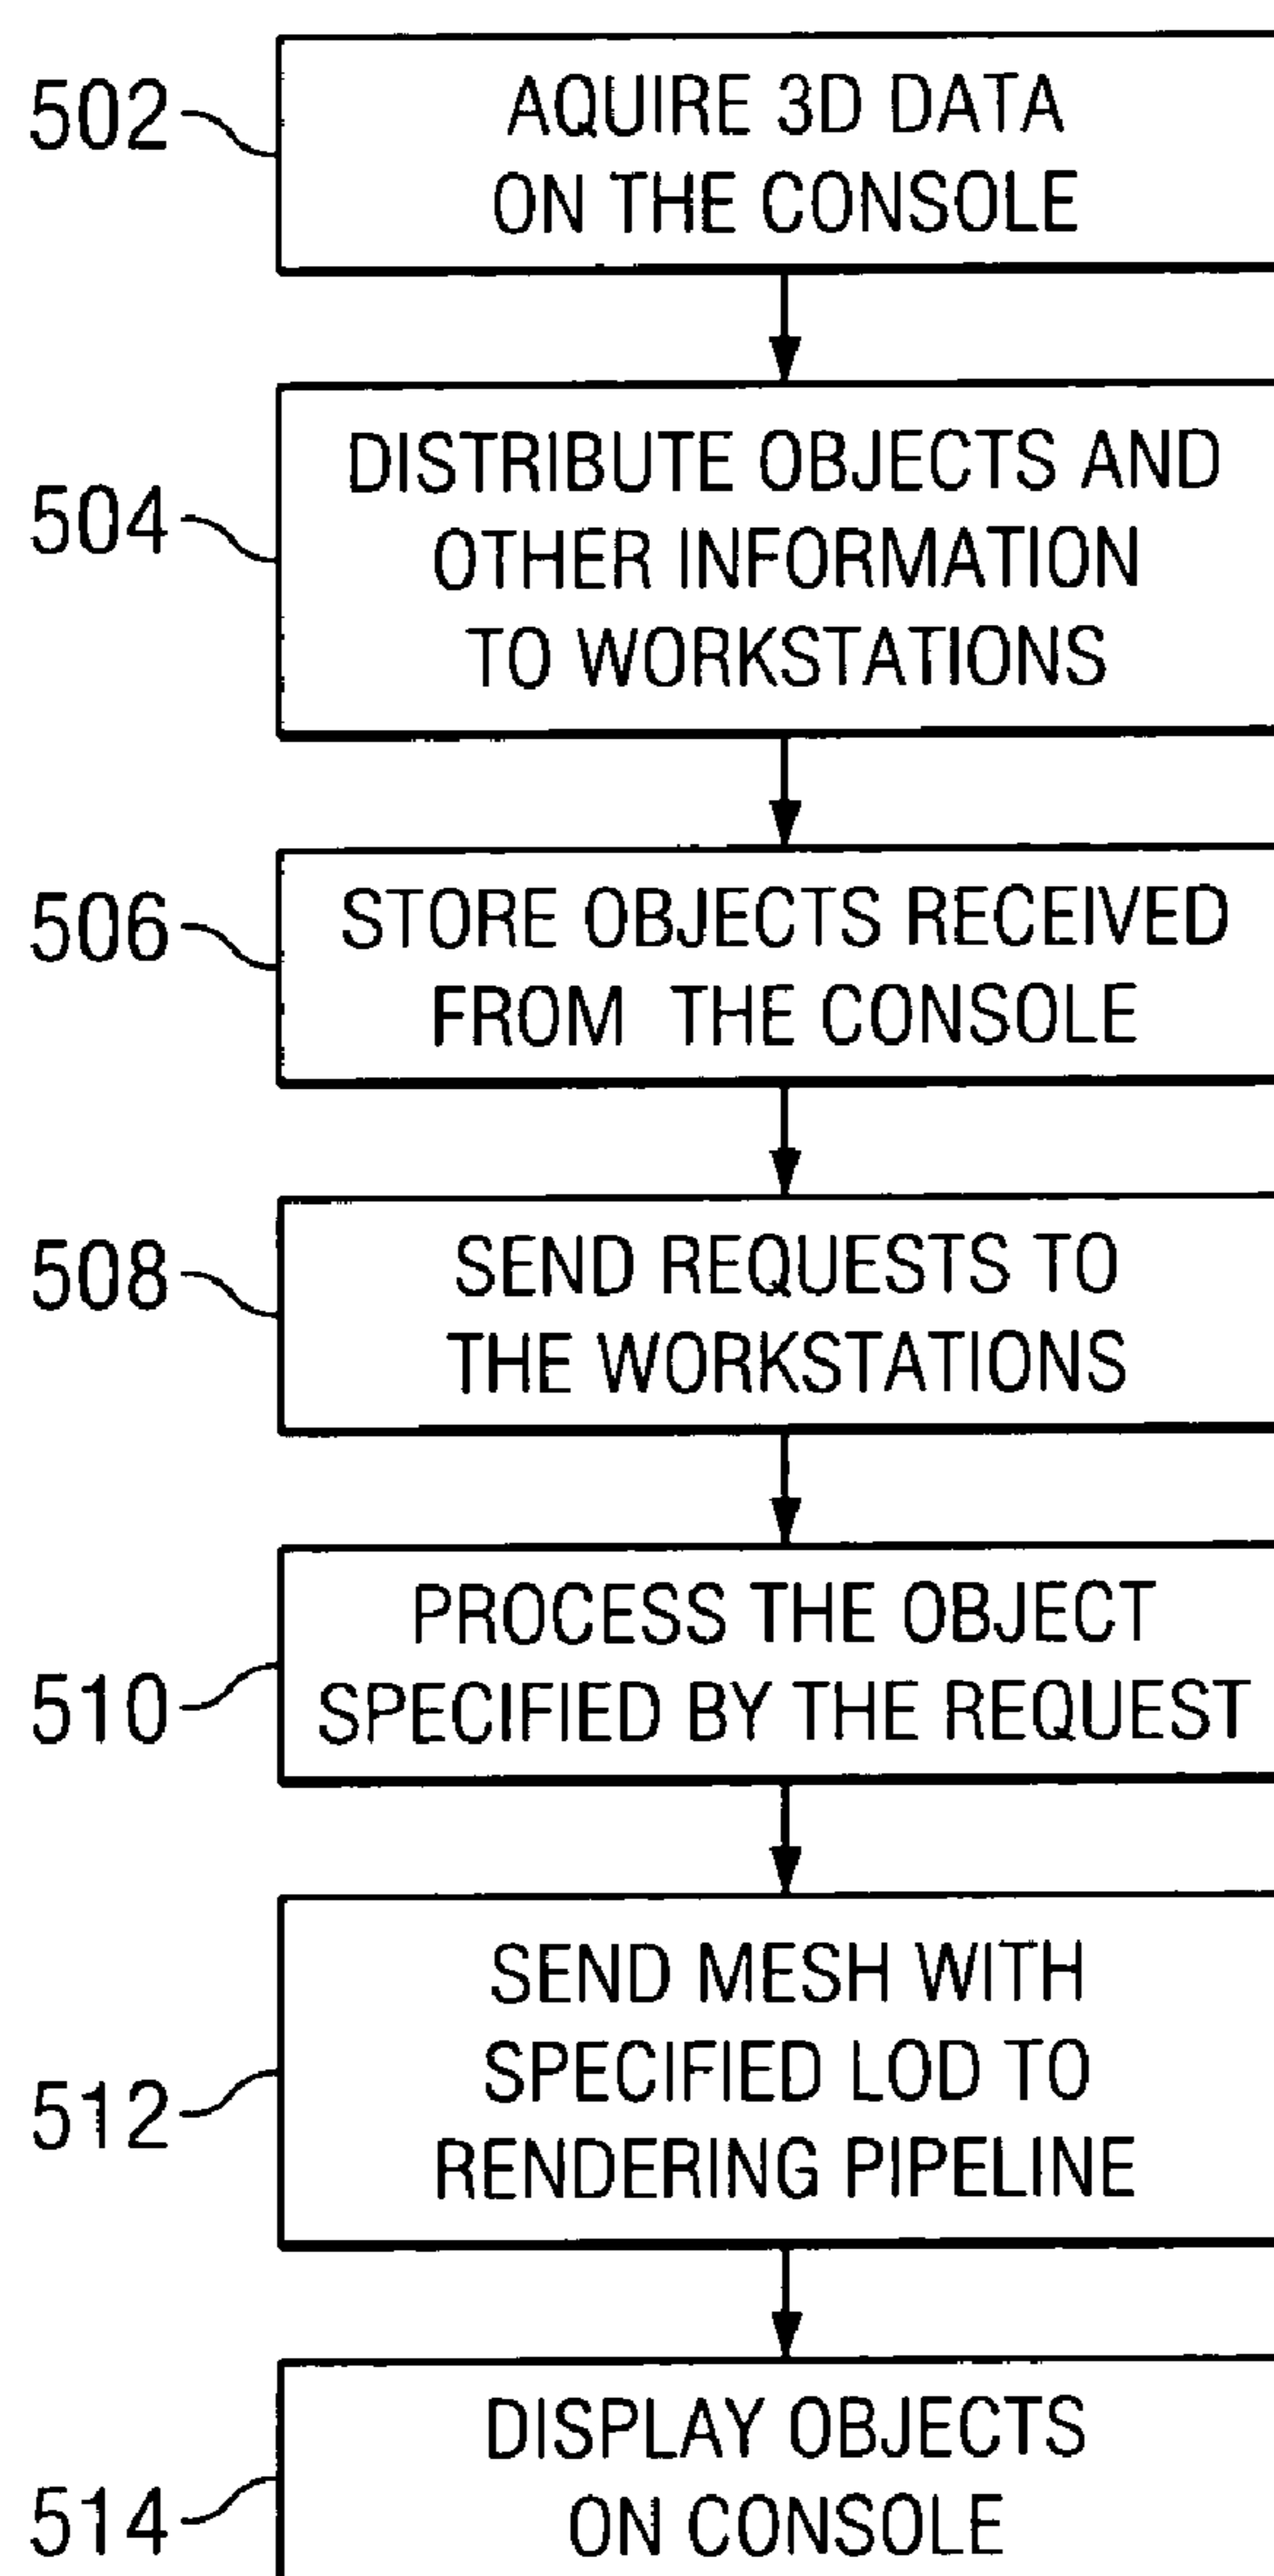 502
AQUIRE 3D DATA
ON THE CONSOLE
504
DISTRIBUTE OBJECTS AND
OTHER INFORMATION
TO WORKSTATIONS
506
STORE OBJECTS RECEIVED
FROM THE CONSOLE
508
SEND REQUESTS TO
THE WORKSTATIONS
510
PROCESS THE OBJECT
SPECIFIED BY THE REQUEST
512
SEND MESH WITH
SPECIFIED LOD TO
RENDERING PIPELINE
514
DISPLAY OBJECTS
ON CONSOLE